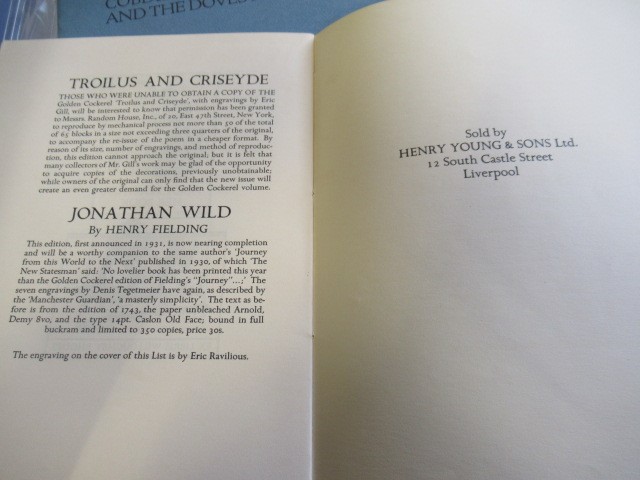 AND THE DOVES
TROILUS AND CRISEYDE
THOSE WHO WERE UNABLE TO OBTAIN A COPY OF THE
Golden Cockerel 'Troilus and Criseyde', with engravings by Eric
Gill, will be interested to know that permission has been granted
to Messrs. Random House, Inc., of 20, East 57th Street, New York,
to reproduce by mechanical process not more than 50 of the total
of 65 blocks in a size not exceeding three quarters of the original,
to accompany the re-issue of the poem in a cheaper format. By
reason of its size, number of engravings, and method of reproduc-
tion, this edition cannot approach the original; but it is felt that
many collectors of Mr. Gill's work may be glad of the opportunity
to acquire copies of the decorations, previously unobtainable;
while owners of the original can only find that the new issue will
create an even greater demand for the Golden Cockerel volume.
JONATHAN WILD
By HENRY FIELDING
This edition, first announced in 1931, is now nearing completion
and will be a worthy companion to the same author's 'Journey
from this World to the Next' published in 1930, of which 'The
New Statesman' said: 'No lovelier book has been printed this year
than the Golden Cockerel edition of Fielding's "Journey"...;' The
seven engravings by Denis Tegetmeier have again, as described by
the 'Manchester Guardian', 'a masterly simplicity'. The text as be-
fore is from the edition of 1743, the paper unbleached Arnold,
Demy 8vo, and the type 14pt. Caslon Old Face; bound in full
buckram and limited to 350 copies, price 30s.
The engraving on the cover of this List is by Eric Ravilious.
Sold by
HENRY YOUNG & SONS Ltd.
12 South Castle Street
Liverpool